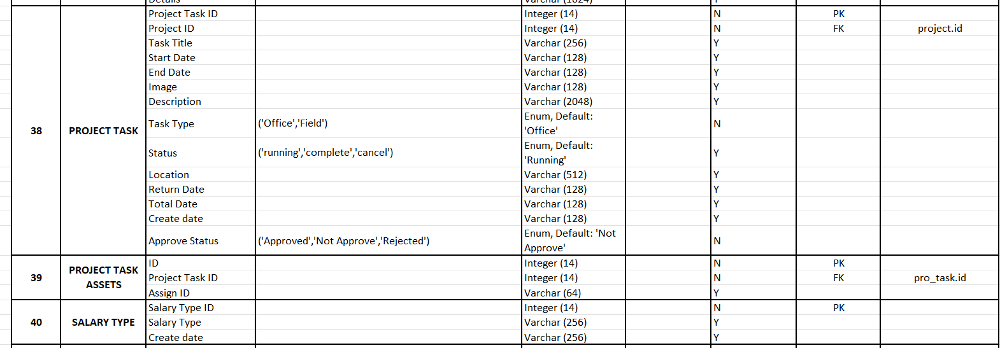 Details Varchar (1024) Y
Project Task ID Integer (14) N PK
Project ID Integer (14) N FK project.id
Task Title Varchar (256) Y
Start Date Varchar (128) Y
End Date Varchar (128) Y
Image Varchar (128) Y
Description Varchar (2048) Y
38 PROJECT TASK
Task Type ('Office','Field') Enum, Default: 'Office' N
Status ('running','complete','cancel') Enum, Default: 'Running' Y
Location Varchar (512) Y
Return Date Varchar (128) Y
Total Date Varchar (128) Y
Create date Varchar (128) Y
Approve Status ('Approved','Not Approve','Rejected') Enum, Default: 'Not Approve' N
39 PROJECT TASK ASSETS
ID Integer (14) N PK
Project Task ID Integer (14) N FK pro_task.id
Assign ID Varchar (64) Y
40 SALARY TYPE
Salary Type ID Integer (14) N PK
Salary Type Varchar (256) Y
Create date Varchar (256) Y